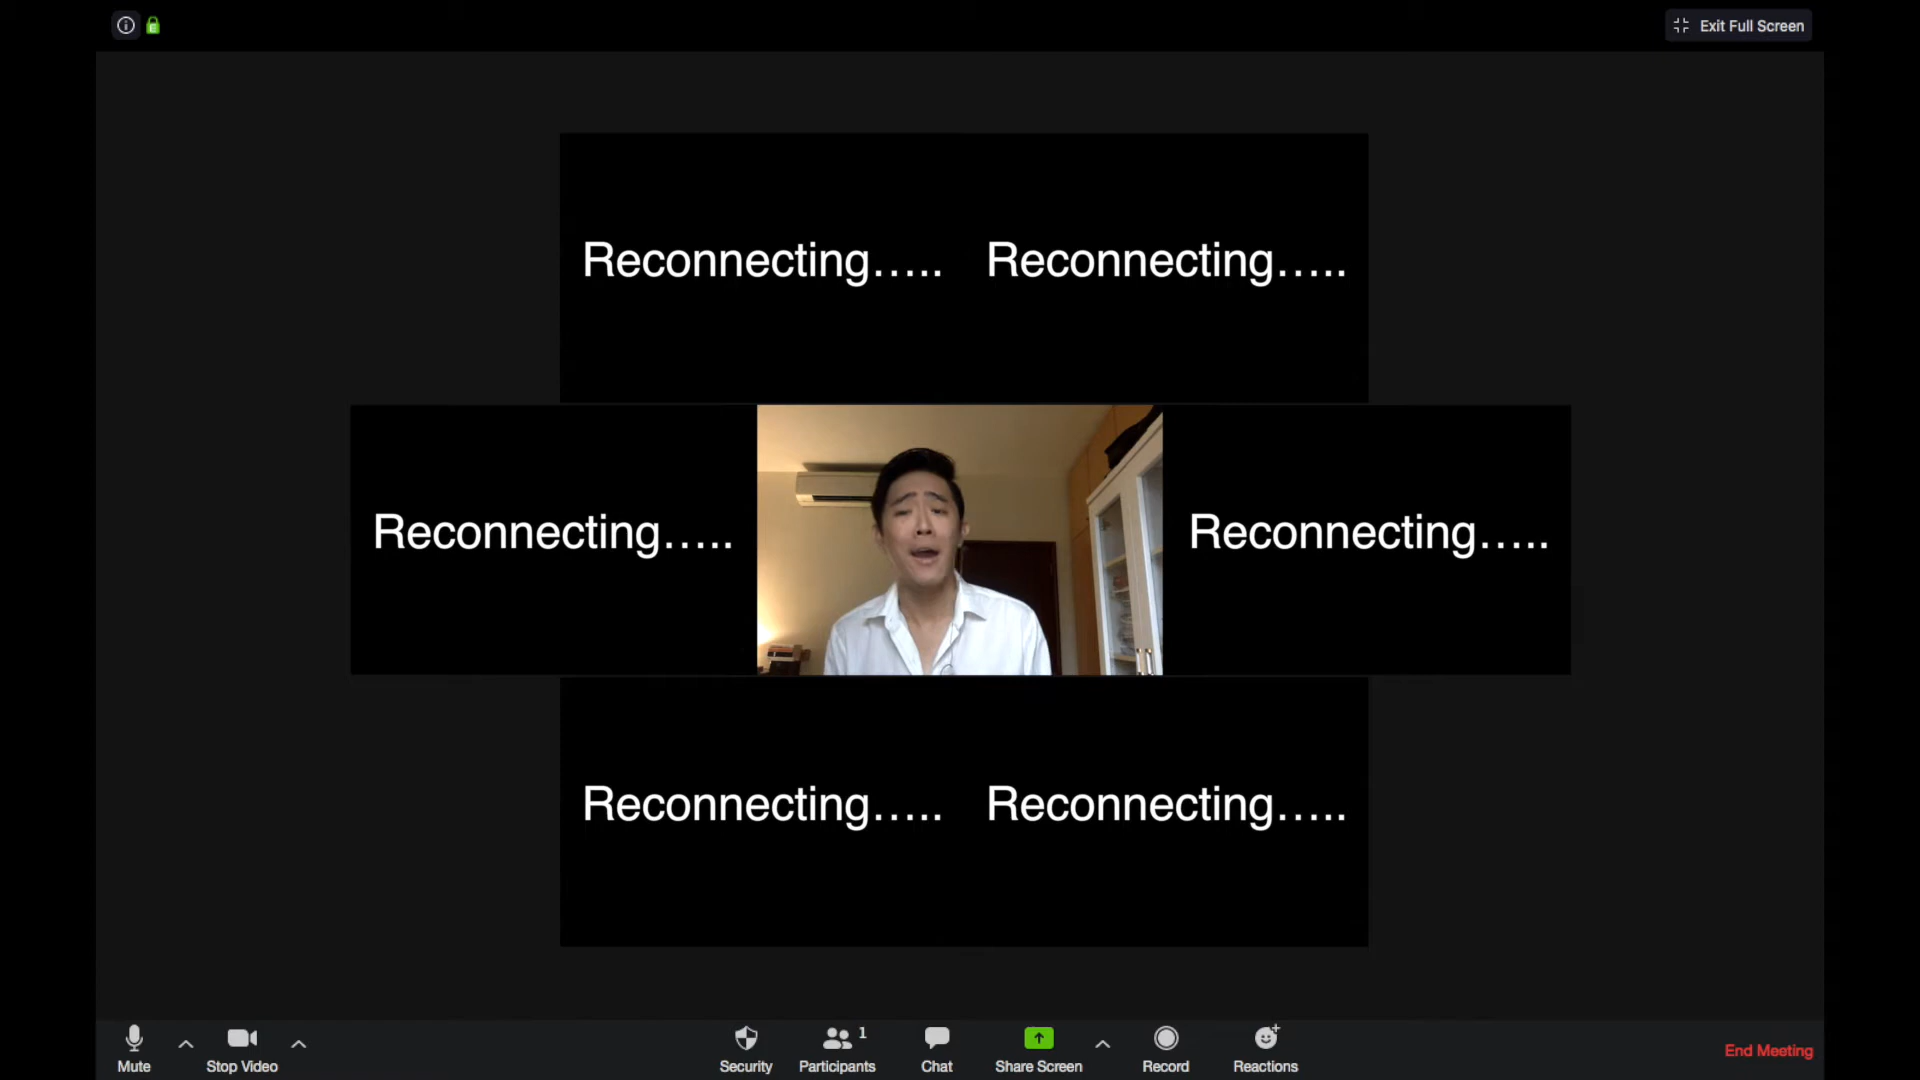 Exit Full Screen
Reconnecting.....
Reconnecting.....
Reconnecting.....
Reconnecting.....
Reconnecting.....
Reconnecting.....
Mute
Stop Video
Security
Participants 1
Chat
Share Screen
Record
Reactions
End Meeting